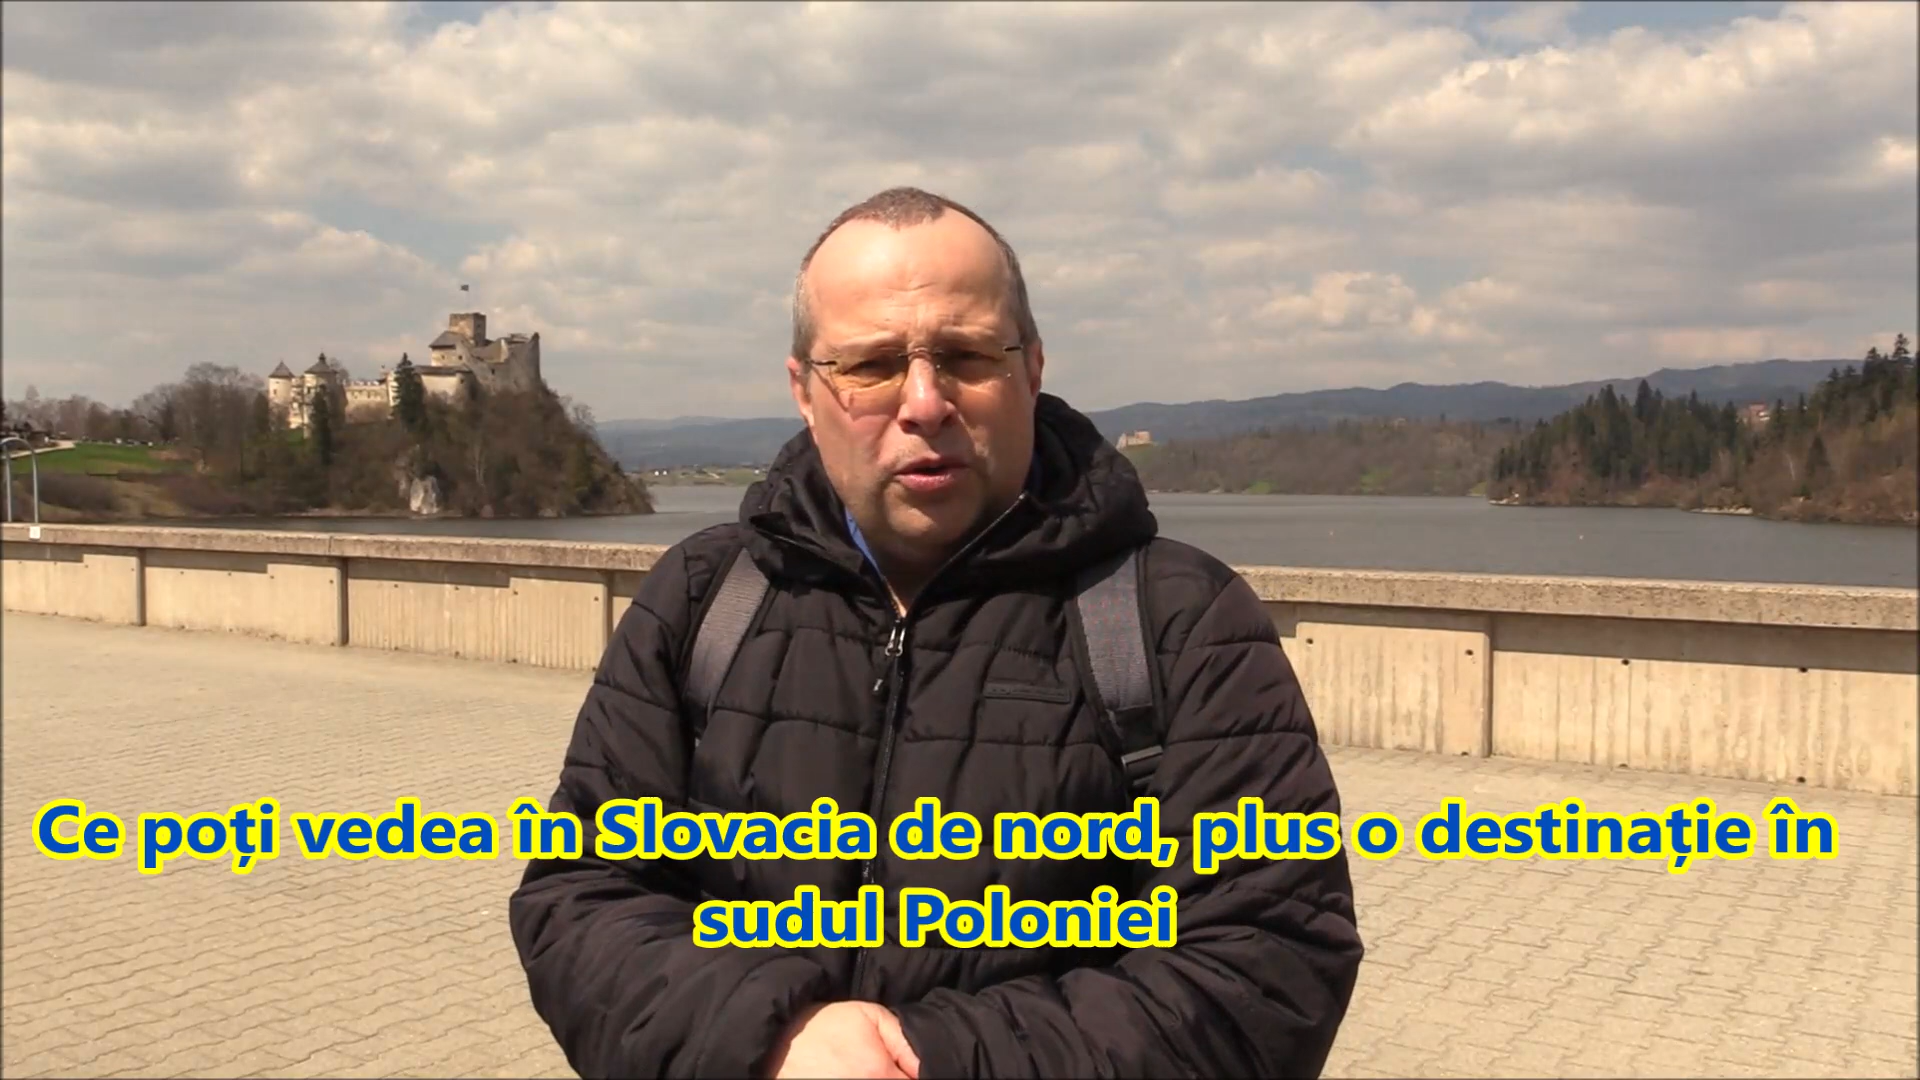 Ce poți vedea în Slovacia de nord, plus o destinație în
sudul Poloniei